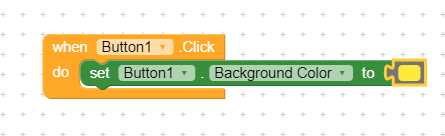 when Button1 .Click
do set Button1 . Background Color to